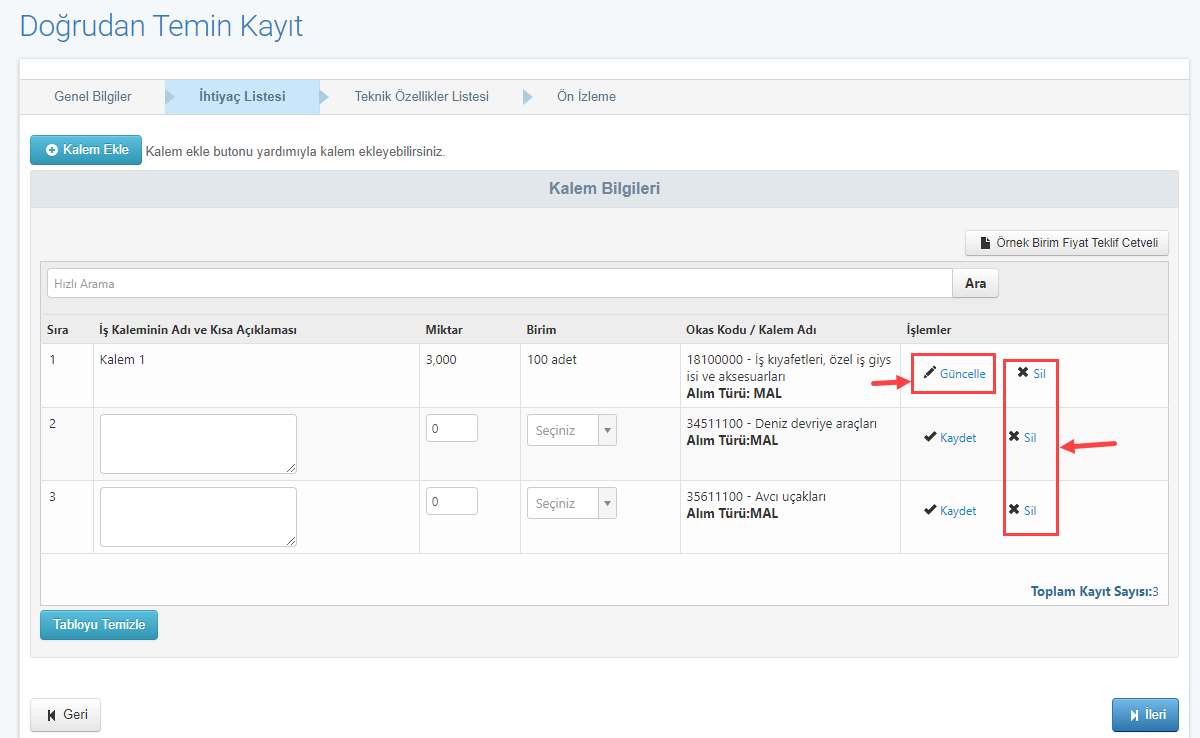 Doğrudan Temin Kayıt
Genel Bilgiler İhtiyaç Listesi Teknik Özellikler Listesi Ön İzleme
Kalem Ekle Kalem ekle butonu yardımıyla kalem ekleyebilirsiniz.
Kalem Bilgileri
Örnek Birim Fiyat Teklif Cetveli
Hızlı Arama Ara
Sıra İş Kaleminin Adı ve Kısa Açıklaması Miktar Birim Okas Kodu / Kalem Adı İşlemler
1 Kalem 1 3,000 100 adet 18100000 - İş kıyafetleri, özel iş giys
isi ve aksesuarları
Alım Türü: MAL
Güncelle Sil
2 0 Seçiniz 34511100 - Deniz devriye araçları
Alım Türü:MAL
Kaydet Sil
3 0 Seçiniz 35611100 - Avcı uçakları
Alım Türü:MAL
Kaydet Sil
Toplam Kayıt Sayısı:3
Tabloyu Temizle
Geri İleri